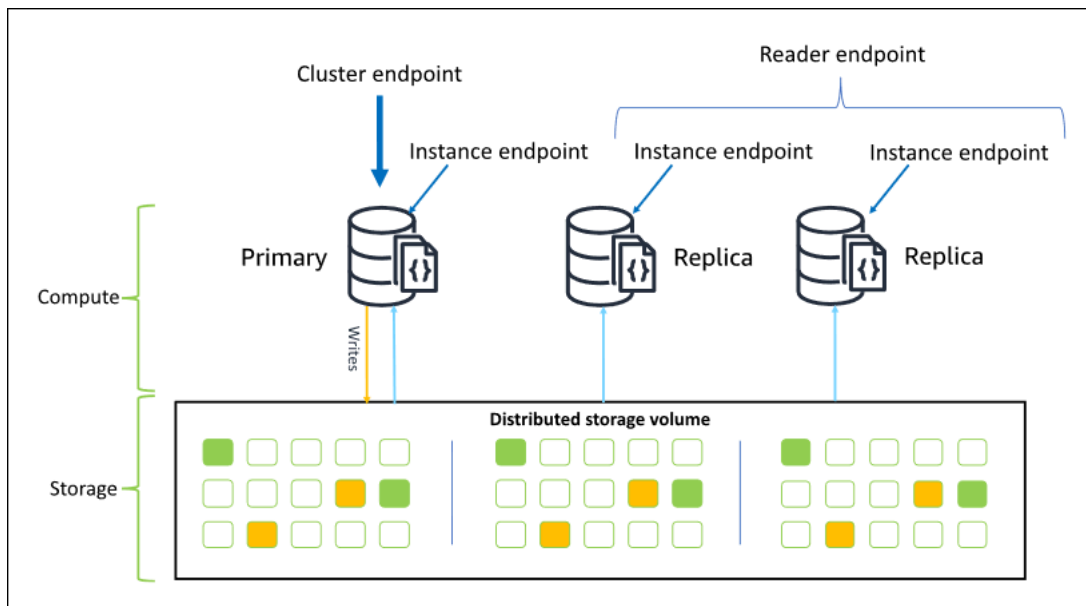 Reader endpoint
Cluster endpoint
Instance endpoint
Instance endpoint
Instance endpoint
Primary
{}
Replica
{}
Replica
{}
Compute
Writes
Distributed storage volume
Storage